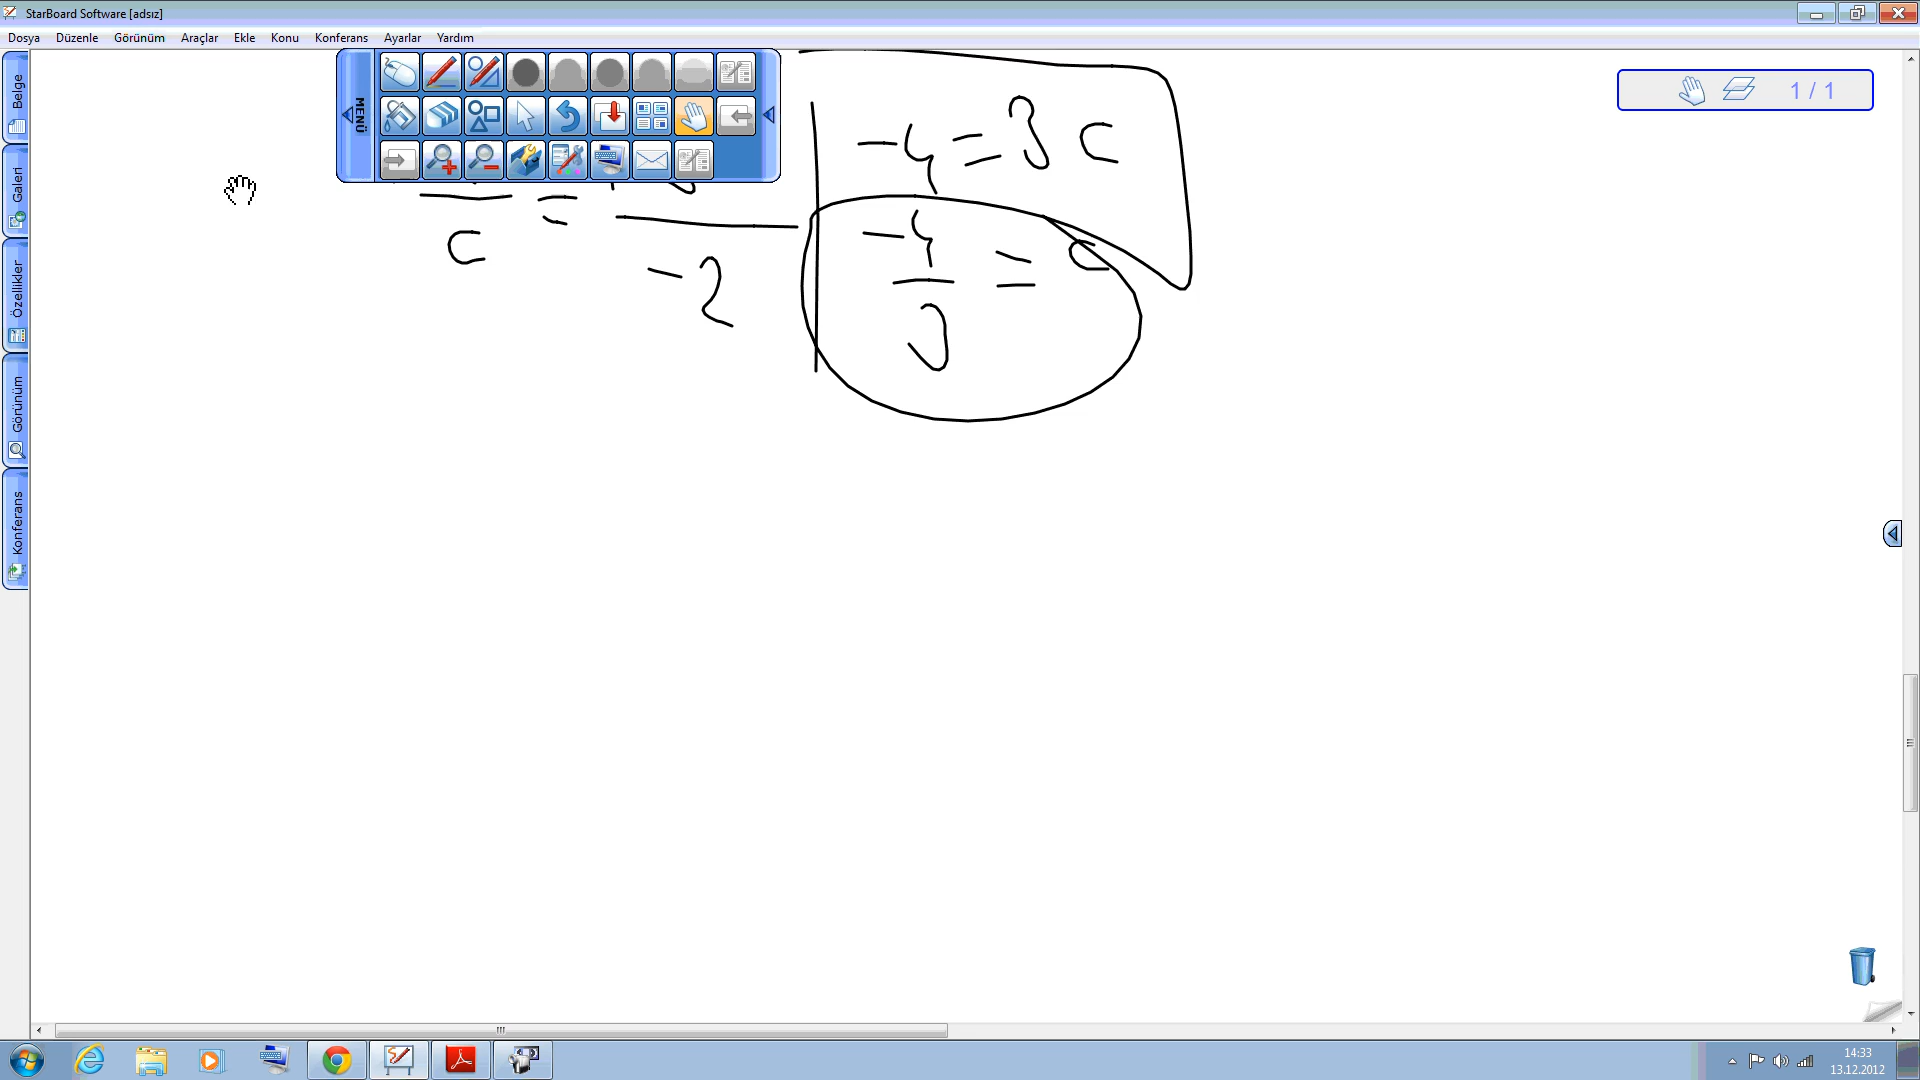 StarBoard Software [adsız]
Dosya Düzenle Görünüm Araçlar Ekle Konu Konferans Ayarlar Yardım
MENÜ
Belge
Galeri
Özellikler
Görünüm
Konferans
1 / 1
-4 = 3 c
c = -2
-4 = c
3
14:33
13.12.2012